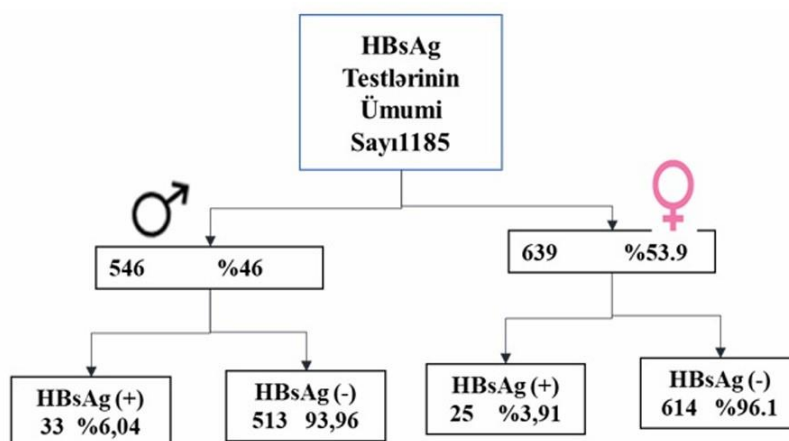 HBsAg
Testlərinin
Ümumi
Sayı1185
546 %46
639 %53.9
HBsAg (+)
33 %6,04
HBsAg (-)
513 93,96
HBsAg (+)
25 %3,91
HBsAg (-)
614 %96.1